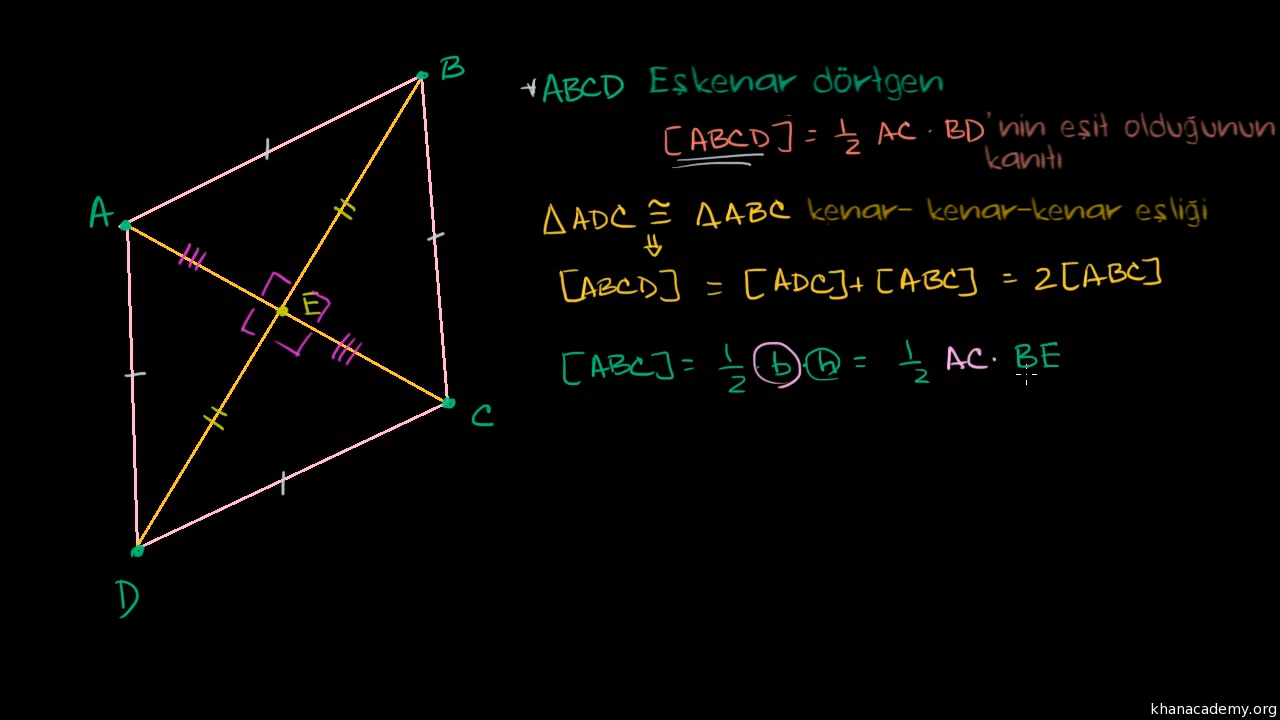 B
ABCD Eşkenar dörtgen
[ABCD] = 1/2 AC · BD'nin eşit olduğunun
kanıtı
A
ΔADC ≅ ΔABC kenar- kenar-kenar eşliği
⇓
[ABCD] = [ADC]+[ABC] = 2[ABC]
E
[ABC] = 1/2 · b · h = 1/2 AC · BE
C
D
khanacademy.org